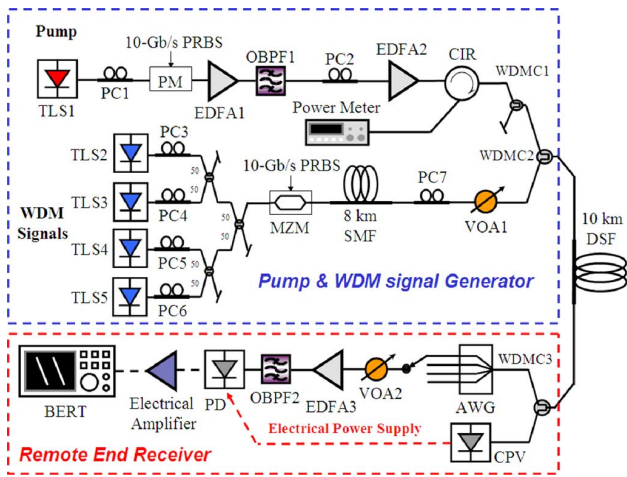 Pump
10-Gb/s PRBS
TLS1
PC1
PM
EDFA1
OBPF1
PC2
EDFA2
CIR
WDMC1
Power Meter
WDMC2
TLS2
PC3
50
50
TLS3
PC4
WDM
Signals
10-Gb/s PRBS
MZM
8 km
SMF
PC7
VOA1
50
50
TLS4
PC5
50
50
TLS5
PC6
10 km
DSF
Pump & WDM signal Generator
BERT
Electrical
Amplifier
PD
OBPF2
EDFA3
VOA2
AWG
WDMC3
Electrical Power Supply
CPV
Remote End Receiver